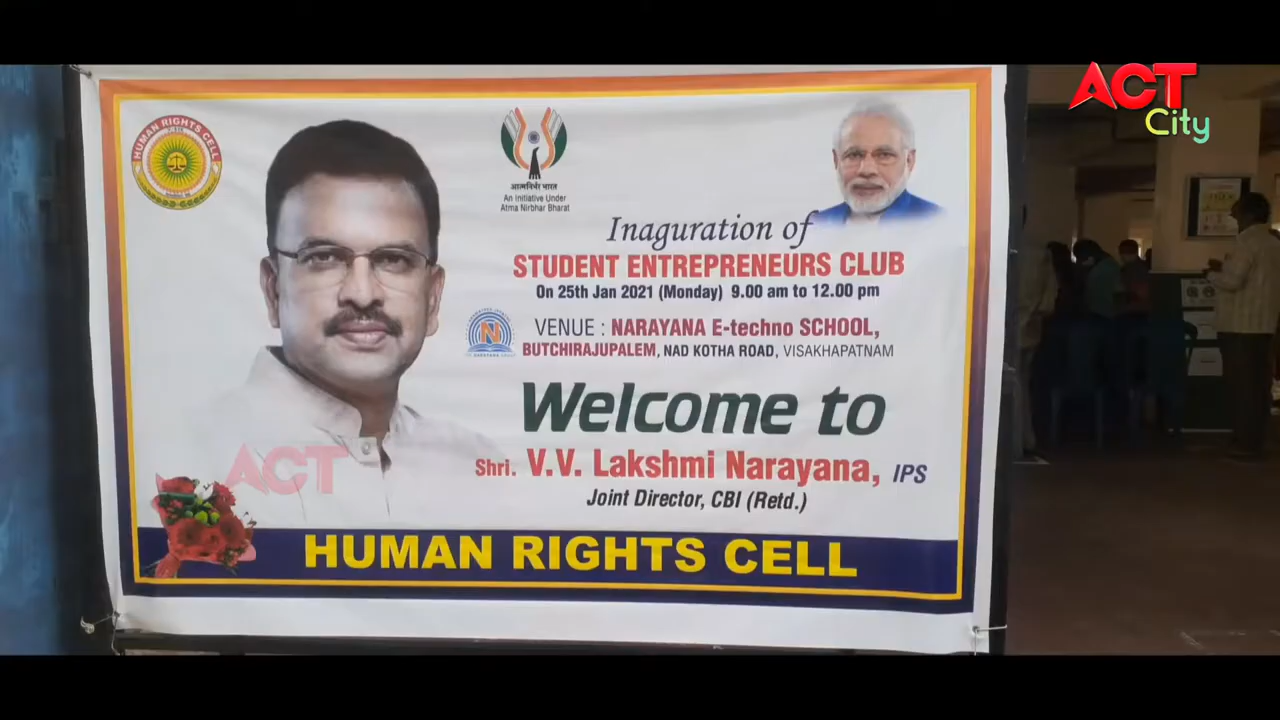 ACT
City
HUMAN RIGHTS CELL
आत्मनिर्भर भारत
An Initiative Under
Atma Nirbhar Bharat
Inaguration of
STUDENT ENTREPRENEURS CLUB
On 25th Jan 2021 (Monday) 9.00 am to 12.00 pm
N
VENUE : NARAYANA E-techno SCHOOL,
BUTCHIRAJUPALEM, NAD KOTHA ROAD, VISAKHAPATNAM
Welcome to
Shri. V.V. Lakshmi Narayana, IPS
Joint Director, CBI (Retd.)
ACT
HUMAN RIGHTS CELL